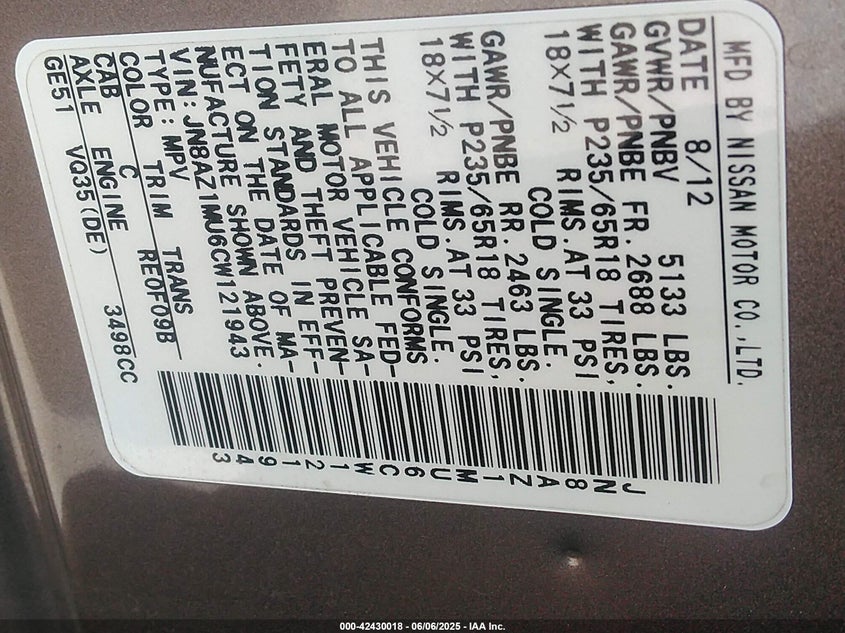 MFD BY NISSAN MOTOR CO.,LTD.
DATE 8/12
GVWR/PNBV 5133 LBS.
GAWR/PNBE FR. 2688 LBS.
WITH P235/65R18 TIRES,
18×7 1/2 RIMS.AT 33 PSI
COLD SINGLE.
GAWR/PNBE RR. 2463 LBS.
WITH P235/65R18 TIRES,
18×7 1/2 RIMS.AT 33 PSI
COLD SINGLE.
THIS VEHICLE CONFORMS
TO ALL APPLICABLE FED-
ERAL MOTOR VEHICLE SA-
FETY AND THEFT PREVEN-
TION STANDARDS IN EFF-
ECT ON THE DATE OF MA-
NUFACTURE SHOWN ABOVE.
VIN: JN8AZ1MU6CW121943
TYPE: MPV
COLOR TRIM TRANS
C RE0F09B
CAB ENGINE 3498CC
AXLE VQ35(DE)
GE51
JN8AZ1MU6CW121943
000-42430018 - 06/06/2025 - IAA Inc.